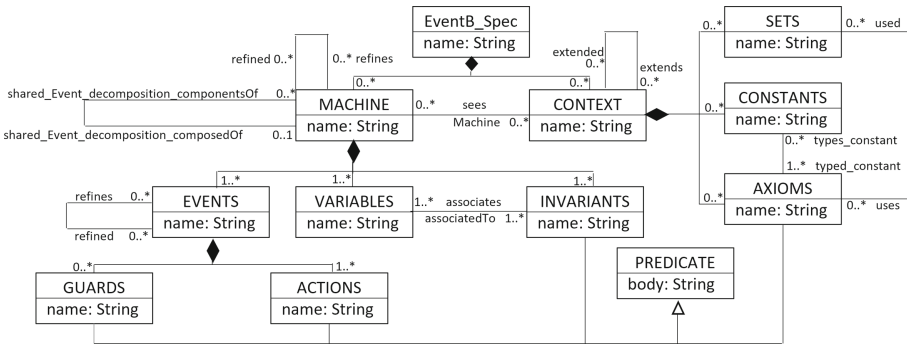 EventB_Spec
name: String
SETS
name: String
0..*
0..* used
refined 0..*
0..* refines
extended
0..*
extends
0..*
0..*
0..*
shared_Event_decomposition_componentsOf
0..*
MACHINE
name: String
0..* sees
Machine 0..*
CONTEXT
name: String
0..*
CONSTANTS
name: String
shared_Event_decomposition_composedOf
0..1
0..* types_constant
1..* typed_constant
1..*
1..*
1..*
refines 0..*
EVENTS
name: String
refined 0..*
VARIABLES
name: String
1..* associates
associatedTo 1..*
INVARIANTS
name: String
0..*
AXIOMS
name: String
0..* uses
0..*
1..*
GUARDS
name: String
ACTIONS
name: String
PREDICATE
body: String